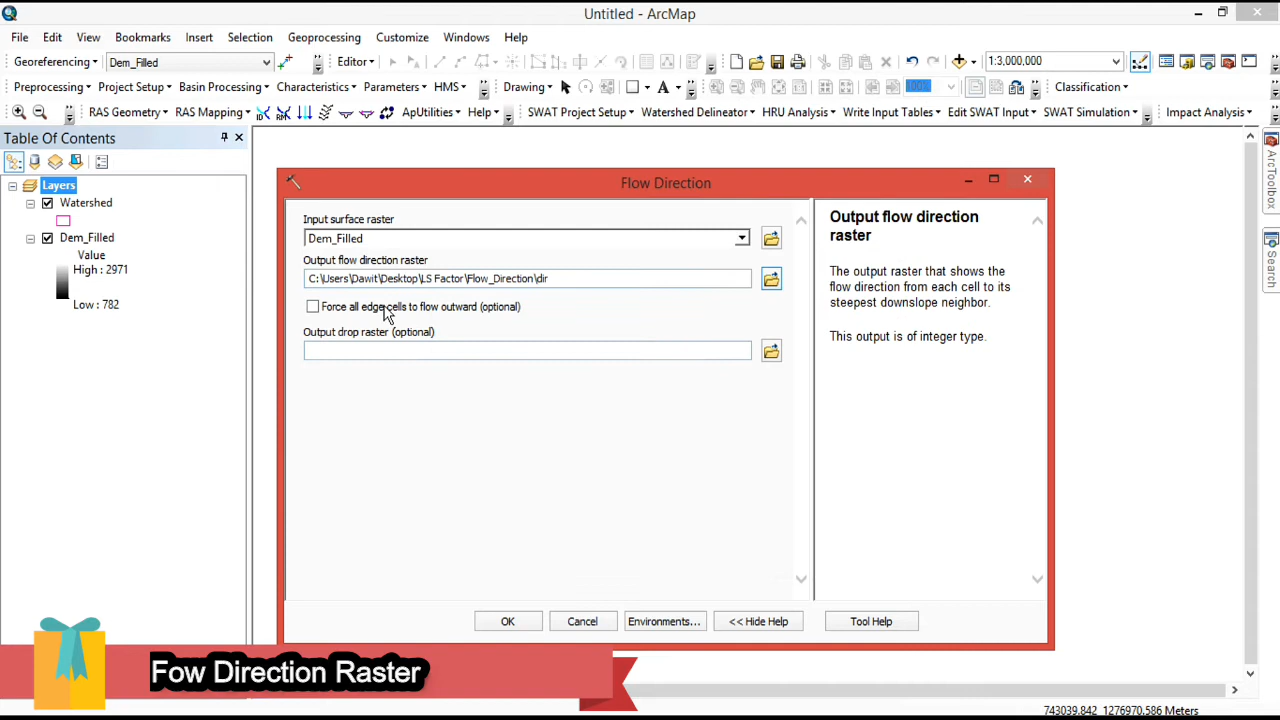 Untitled - ArcMap
File Edit View Bookmarks Insert Selection Geoprocessing Customize Windows Help
Georeferencing Dem_Filled Editor 1:3,000,000
Preprocessing Project Setup Basin Processing Characteristics Parameters HMS Drawing 100% Classification
RAS Geometry RAS Mapping ApUtilities Help SWAT Project Setup Watershed Delineator HRU Analysis Write Input Tables Edit SWAT Input SWAT Simulation Impact Analysis
Table Of Contents
Layers
Watershed
Dem_Filled
Value
High : 2971
Low : 782
Flow Direction
Input surface raster
Dem_Filled
Output flow direction raster
C:\Users\Dawit\Desktop\LS Factor\Flow_Direction\dir
Force all edge cells to flow outward (optional)
Output drop raster (optional)
OK Cancel Environments... << Hide Help Tool Help
Output flow direction
raster
The output raster that shows the
flow direction from each cell to its
steepest downslope neighbor.
This output is of integer type.
ArcToolbox
Search
Fow Direction Raster
743039.842 1276970.586 Meters